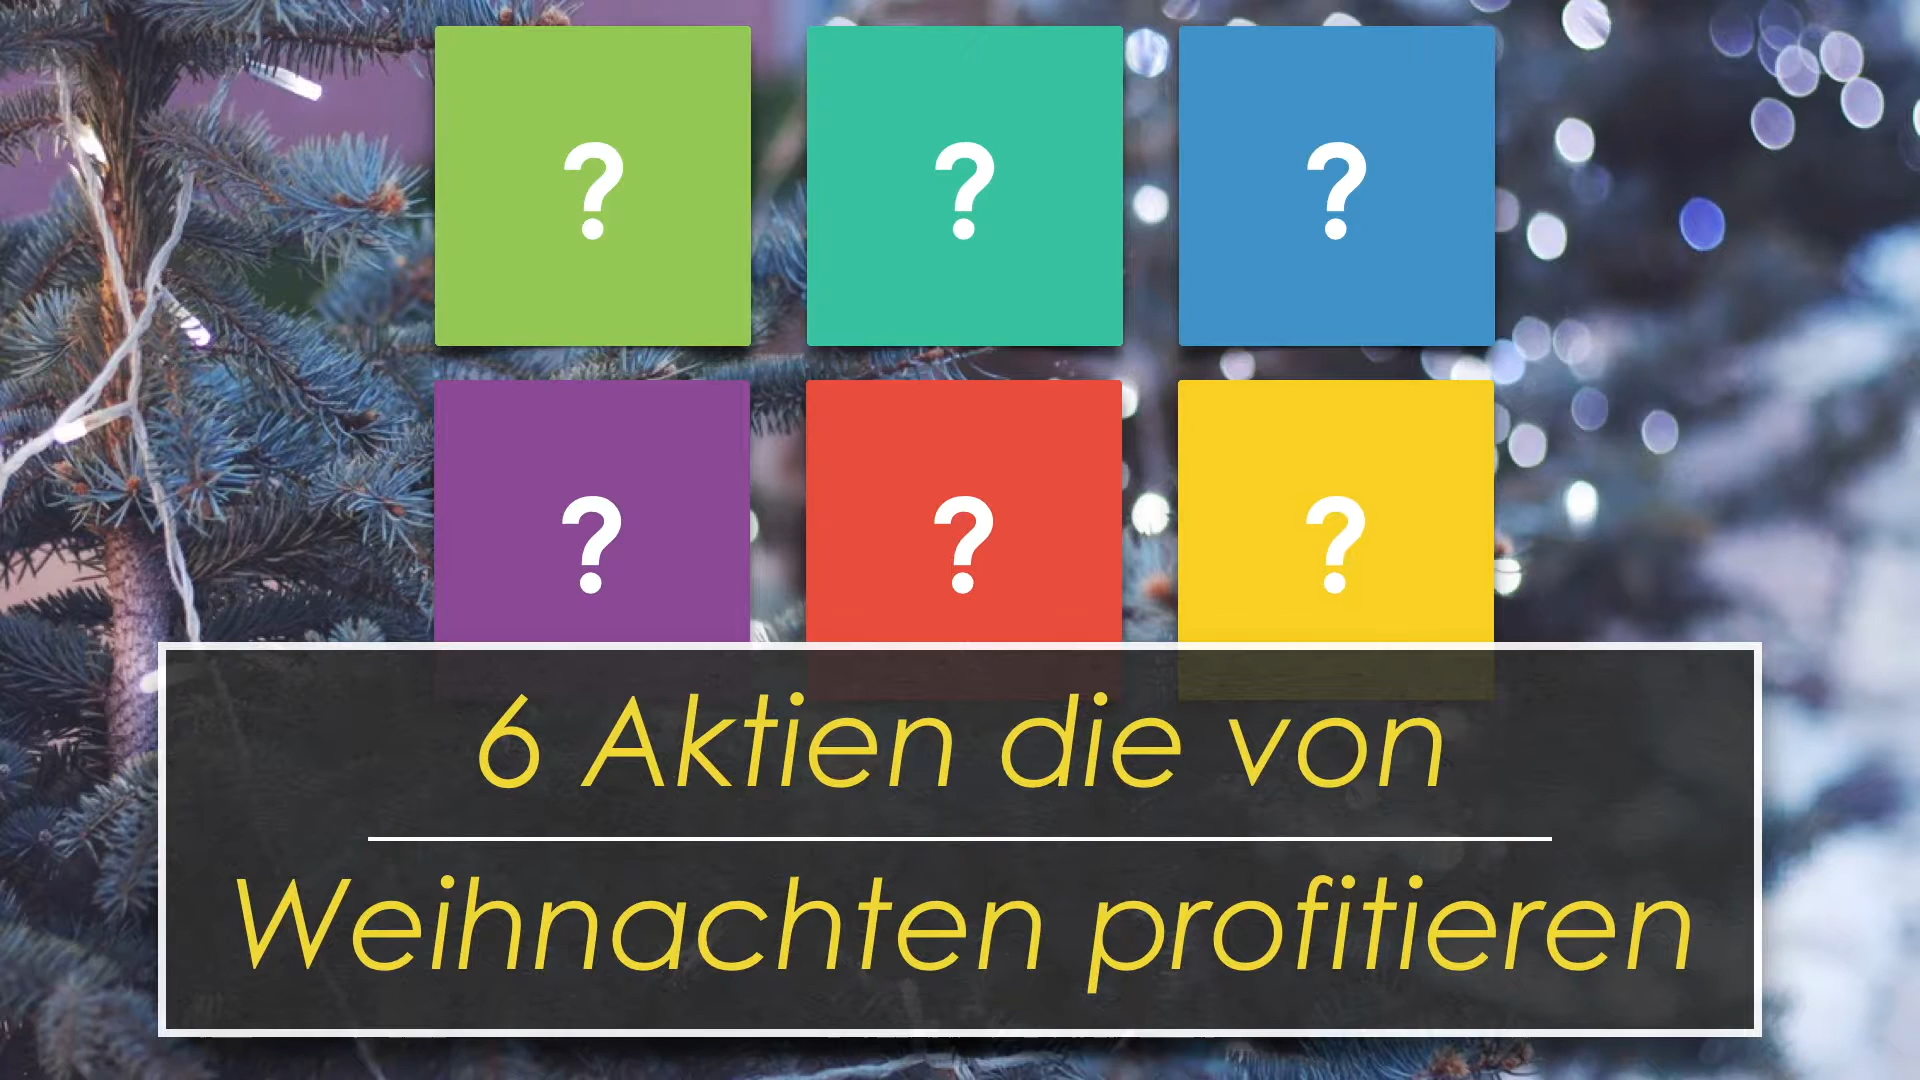 ? ? ?
? ? ?
6 Aktien die von
Weihnachten profitieren